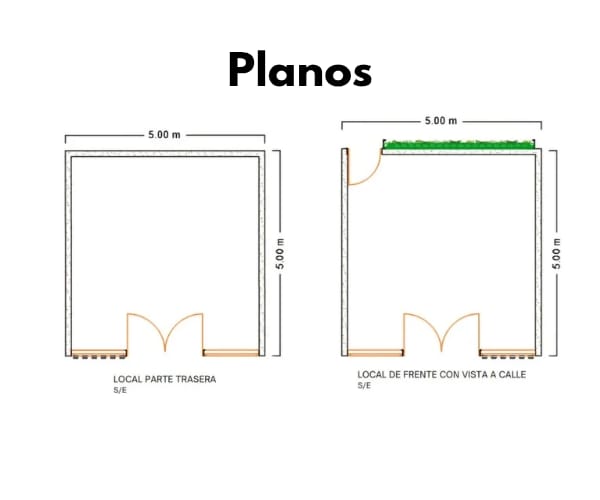 Planos
5.00 m
5.00 m
LOCAL PARTE TRASERA
S/E
5.00 m
5.00 m
LOCAL DE FRENTE CON VISTA A CALLE
S/E